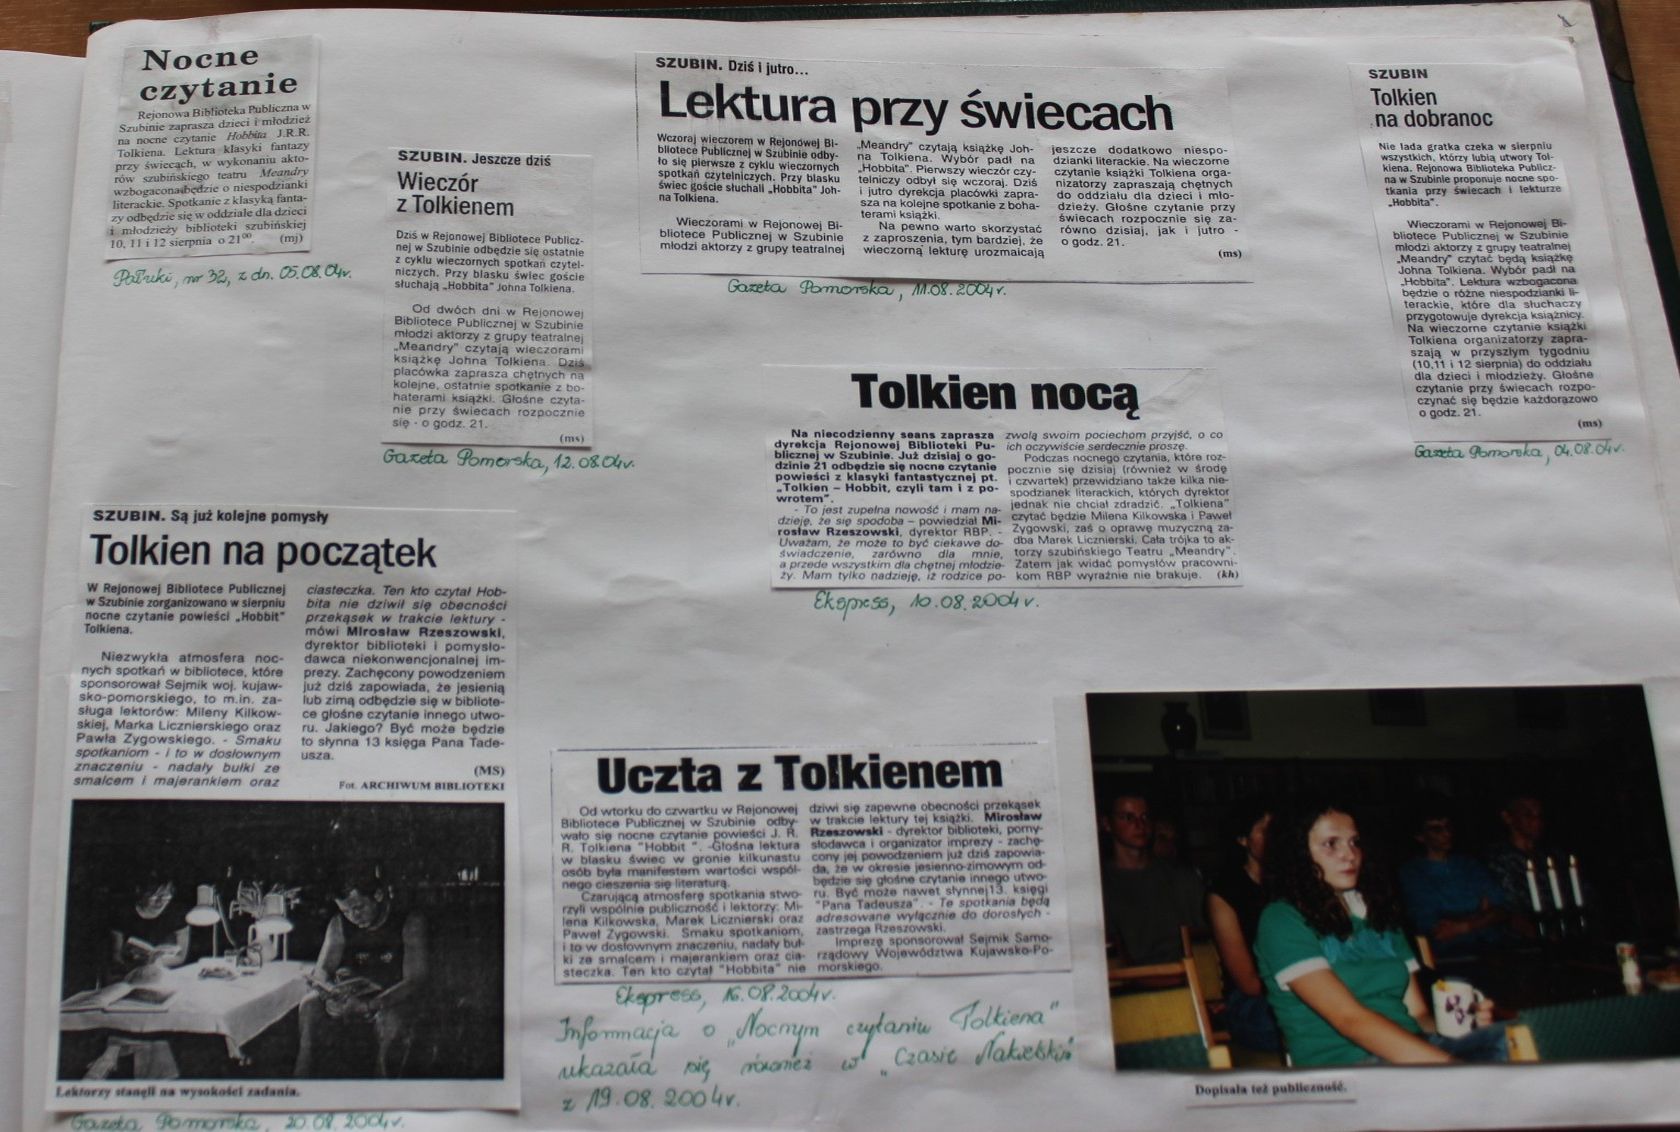 Nocne
czytanie
Rejonowa Biblioteka Publiczna w
Szubinie zaprasza dzieci i młodzież
na nocne czytanie Hobbita J.R.R.
Tolkiena. Lektura klasyki fantazy
przy świecach, w wykonaniu akto-
rów szubińskiego teatru Meandry
wzbogacona będzie o niespodzianki
literackie. Spotkanie z klasyką fanta-
zy odbędzie się w oddziale dla dzieci
i młodzieży biblioteki szubińskiej
10, 11 i 12 sierpnia o 21⁰⁰. (mj)
Pałuki, nr 32, z dn. 05.08.04r.
SZUBIN. Jeszcze dziś
Wieczór
z Tolkienem
Dziś w Rejonowej Bibliotece Publicz-
nej w Szubinie odbędzie się ostatnie
z cyklu wieczornych spotkań czytel-
niczych. Przy blasku świec goście
słuchają „Hobbita" Johna Tolkiena.
Od dwóch dni w Rejonowej
Bibliotece Publicznej w Szubinie
młodzi aktorzy z grupy teatralnej
„Meandry" czytają wieczorami
książkę Johna Tolkiena. Dziś
placówka zaprasza chętnych na
kolejne, ostatnie spotkanie z bo-
haterami książki. Głośne czyta-
nie przy świecach rozpocznie
się - o godz. 21.
(ms)
Gazeta Pomorska, 12.08.04r.
SZUBIN. Dziś i jutro...
Lektura przy świecach
Wczoraj wieczorem w Rejonowej Bi-
bliotece Publicznej w Szubinie odby-
ło się pierwsze z cyklu wieczornych
spotkań czytelniczych. Przy blasku
świec goście słuchali „Hobbita" Joh-
na Tolkiena.
Wieczorami w Rejonowej Bi-
bliotece Publicznej w Szubinie
młodzi aktorzy z grupy teatralnej
„Meandry" czytają książkę Joh-
na Tolkiena. Wybór padł na
„Hobbita". Pierwszy wieczór czy-
telniczy odbył się wczoraj. Dziś
i jutro dyrekcja placówki zapra-
sza na kolejne spotkanie z boha-
terami książki.
Na pewno warto skorzystać
z zaproszenia, tym bardziej, że
wieczorną lekturę urozmaicają
jeszcze dodatkowo niespo-
dzianki literackie. Na wieczorne
czytanie książki Tolkiena orga-
nizatorzy zapraszają chętnych
do oddziału dla dzieci i mło-
dzieży. Głośne czytanie przy
świecach rozpocznie się za-
równo dzisiaj, jak i jutro -
o godz. 21.
(ms)
Gazeta Pomorska, 11.08.2004r.
SZUBIN
Tolkien
na dobranoc
Nie lada gratka czeka w sierpniu
wszystkich, którzy lubią utwory Tol-
kiena. Rejonowa Biblioteka Publicz-
na w Szubinie proponuje nocne spo-
tkania przy świecach i lekturze
„Hobbita".
Wieczorami w Rejonowej Bi-
bliotece Publicznej w Szubinie
młodzi aktorzy z grupy teatralnej
„Meandry" czytać będą książkę
Johna Tolkiena. Wybór padł na
„Hobbita". Lektura wzbogacona
będzie o różne niespodzianki li-
terackie, które dla słuchaczy
przygotowuje dyrekcja książnicy.
Na wieczorne czytanie książki
Tolkiena organizatorzy zapra-
szają w przyszłym tygodniu
(10,11 i 12 sierpnia) do oddziału
dla dzieci i młodzieży. Głośne
czytanie przy świecach rozpo-
czynać się będzie każdorazowo
o godz. 21.
(ms)
Gazeta Pomorska, 04.08.04r.
Tolkien nocą
Na niecodzienny seans zaprasza
dyrekcja Rejonowej Biblioteki Pu-
blicznej w Szubinie. Już dzisiaj o go-
dzinie 21 odbędzie się nocne czytanie
powieści z klasyki fantastycznej pt.
„Tolkien – Hobbit, czyli tam i z po-
wrotem".
- To jest zupełna nowość i mam na-
dzieję, że się spodoba – powiedział Mi-
rosław Rzeszowski, dyrektor RBP. -
Uważam, że może to być ciekawe do-
świadczenie, zarówno dla mnie,
a przede wszystkim dla chętnej młodzie-
ży. Mam tylko nadzieję, iż rodzice po-
zwolą swoim pociechom przyjść, o co
ich oczywiście serdecznie proszę.
Podczas nocnego czytania, które roz-
pocznie się dzisiaj (również w środę
i czwartek) przewidziano także kilka nie-
spodzianek literackich, których dyrektor
jednak nie chciał zdradzić. „Tolkiena"
czytać będzie Milena Kilkowska i Paweł
Zygowski, zaś o oprawę muzyczną za-
dba Marek Licznierski. Cała trójka to ak-
torzy szubińskiego Teatru „Meandry".
Zatem jak widać pomysłów pracowni-
kom RBP wyraźnie nie brakuje. (kh)
Ekspress, 10.08.2004r.
SZUBIN. Są już kolejne pomysły
Tolkien na początek
W Rejonowej Bibliotece Publicznej
w Szubinie zorganizowano w sierpniu
nocne czytanie powieści „Hobbit"
Tolkiena.
Niezwykła atmosfera noc-
nych spotkań w bibliotece, które
sponsorował Sejmik woj. kujaw-
sko-pomorskiego, to m.in. za-
sługa lektorów: Mileny Kilkow-
skiej, Marka Licznierskiego oraz
Pawła Zygowskiego. - Smaku
spotkaniom - i to w dosłownym
znaczeniu - nadały bułki ze
smalcem i majerankiem oraz
ciasteczka. Ten kto czytał Hob-
bita nie dziwił się obecności
przekąsek w trakcie lektury -
mówi Mirosław Rzeszowski,
dyrektor biblioteki i pomysło-
dawca niekonwencjonalnej im-
prezy. Zachęcony powodzeniem
już dziś zapowiada, że jesienią
lub zimą odbędzie się w bibliote-
ce głośne czytanie innego utwo-
ru. Jakiego? Być może będzie
to słynna 13 księga Pana Tade-
usza.
(MS)
Fot. ARCHIWUM BIBLIOTEKI
Lektorzy stanęli na wysokości zadania.
Gazeta Pomorska, 20.08.2004r.
Uczta z Tolkienem
Od wtorku do czwartku w Rejonowej
Bibliotece Publicznej w Szubinie odby-
wało się nocne czytanie powieści J. R.
R. Tolkiena "Hobbit ". -Głośna lektura
w blasku świec w gronie kilkunastu
osób była manifestem wartości wspól-
nego cieszenia się literaturą.
Czarującą atmosferę spotkania stwo-
rzyli wspólnie publiczność i lektorzy: Mi-
lena Kilkowska, Marek Licznierski oraz
Paweł Zygowski. Smaku spotkaniom,
i to w dosłownym znaczeniu, nadały buł-
ki ze smalcem i majerankiem oraz cia-
steczka. Ten kto czytał "Hobbita" nie
dziwi się zapewne obecności przekąsek
w trakcie lektury tej książki. Mirosław
Rzeszowski - dyrektor biblioteki, pomy-
słodawca i organizator imprezy - zachę-
cony jej powodzeniem już dziś zapowia-
da, że w okresie jesienno-zimowym od-
będzie się głośne czytanie innego utwo-
ru. Być może nawet słynnej13. księgi
"Pana Tadeusza". - Te spotkania będą
adresowane wyłącznie do dorosłych -
zastrzega Rzeszowski.
Imprezę sponsorował Sejmik Samo-
rządowy Województwa Kujawsko-Po-
morskiego.
Ekspress, 16.08.2004r.
Informacja o „Nocnym czytaniu Tolkiena"
ukazała się również w „Czasie Nakielskim"
z 19.08.2004r.
Dopisała też publiczność.